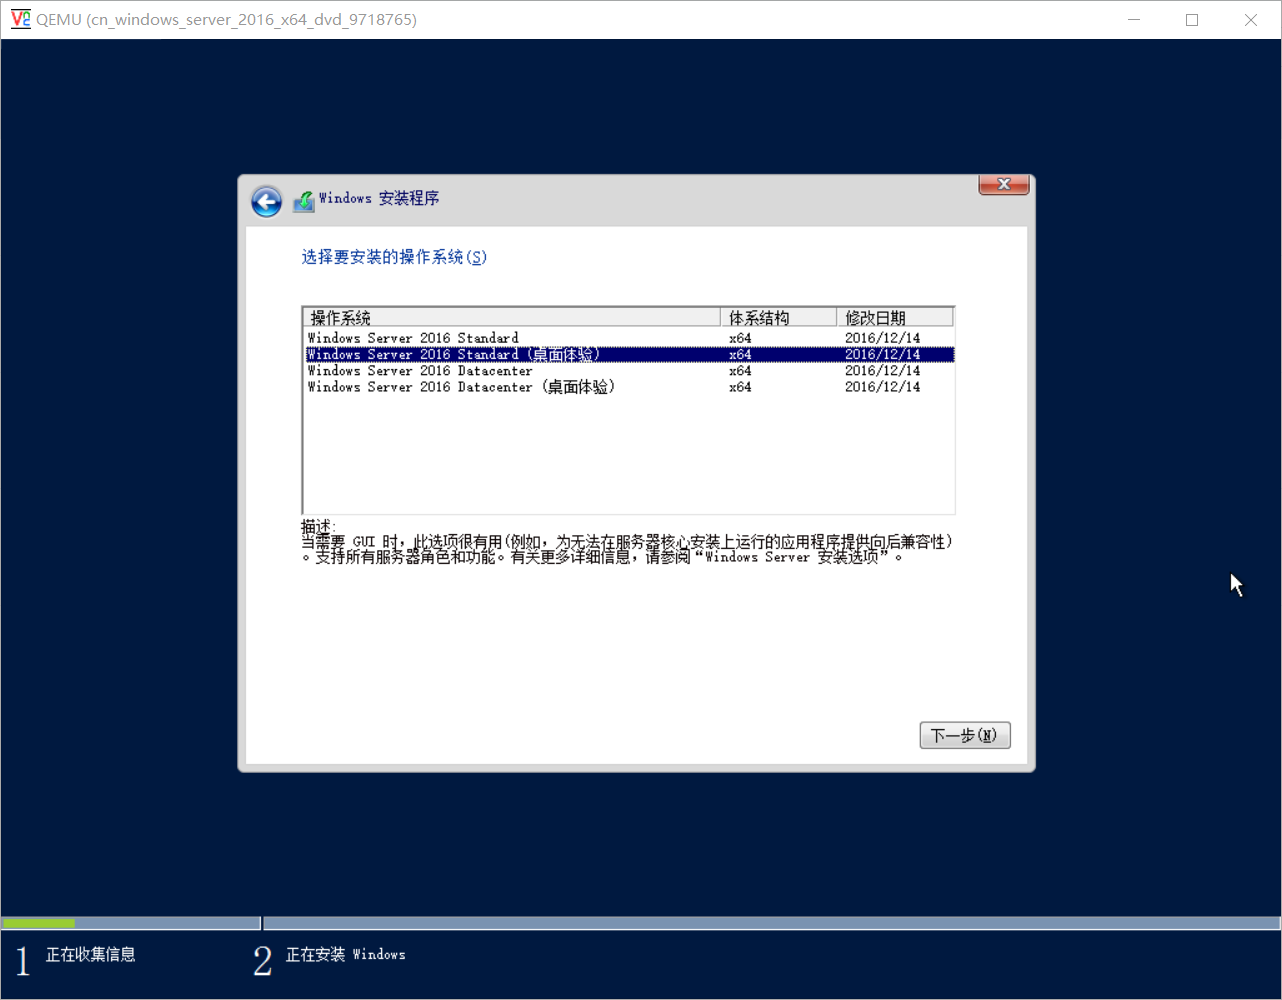 QEMU (cn_windows_server_2016_x64_dvd_9718765)
Windows 安装程序
选择要安装的操作系统(S)
操作系统 体系结构 修改日期
Windows Server 2016 Standard x64 2016/12/14
Windows Server 2016 Standard (桌面体验) x64 2016/12/14
Windows Server 2016 Datacenter x64 2016/12/14
Windows Server 2016 Datacenter (桌面体验) x64 2016/12/14
描述:
当需要 GUI 时，此选项很有用(例如，为无法在服务器核心安装上运行的应用程序提供向后兼容性)
。支持所有服务器角色和功能。有关更多详细信息，请参阅“Windows Server 安装选项”。
下一步(N)
1 正在收集信息 2 正在安装 Windows